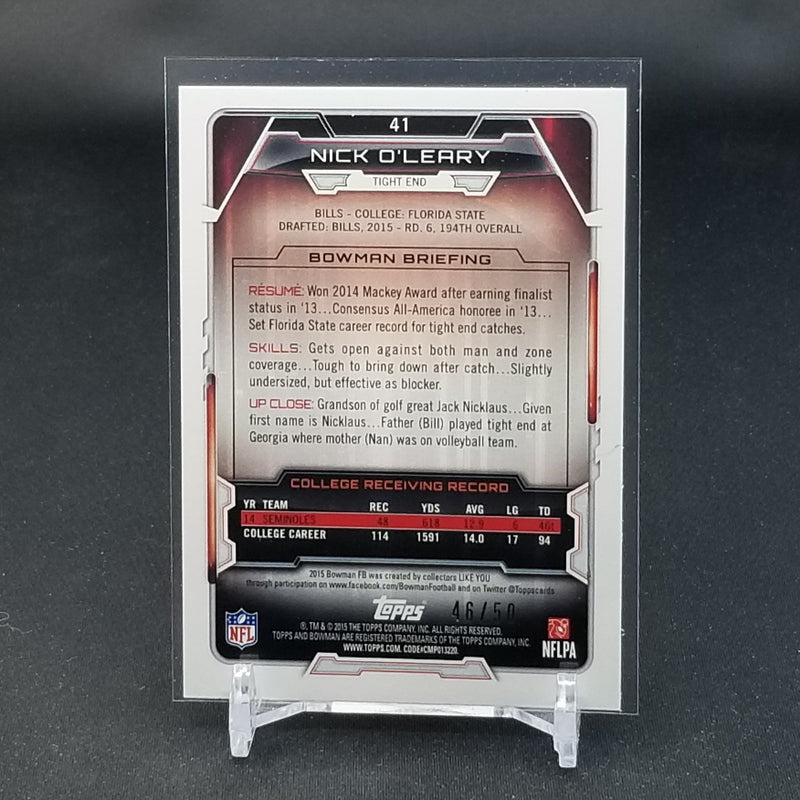 41
NICK O'LEARY
TIGHT END
BILLS - COLLEGE: FLORIDA STATE
DRAFTED: BILLS, 2015 - RD. 6, 194TH OVERALL
BOWMAN BRIEFING
RÉSUMÉ: Won 2014 Mackey Award after earning finalist
status in '13...Consensus All-America honoree in '13...
Set Florida State career record for tight end catches.
SKILLS: Gets open against both man and zone
coverage...Tough to bring down after catch...Slightly
undersized, but effective as blocker.
UP CLOSE: Grandson of golf great Jack Nicklaus...Given
first name is Nicklaus...Father (Bill) played tight end at
Georgia where mother (Nan) was on volleyball team.
COLLEGE RECEIVING RECORD
YR TEAM REC YDS AVG LG TD
14 SEMINOLES 48 618 12.9 6
COLLEGE CAREER 114 1591 14.0 17 94
2015 Bowman FB was created by collectors LIKE YOU
through participation on www.facebook.com/BowmanFootball and on Twitter @Toppscards
Topps 46/50
®, TM & © 2015 THE TOPPS COMPANY, INC. ALL RIGHTS RESERVED.
TOPPS AND BOWMAN ARE REGISTERED TRADEMARKS OF THE TOPPS COMPANY, INC.
WWW.TOPPS.COM. CODE#CMP013220.
NFL
NFLPA